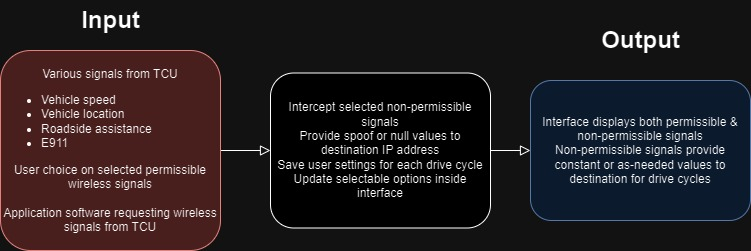 Input
Various signals from TCU
• Vehicle speed
• Vehicle location
• Roadside assistance
• E911
User choice on selected permissible
wireless signals
Application software requesting wireless
signals from TCU
Intercept selected non-permissible
signals
Provide spoof or null values to
destination IP address
Save user settings for each drive cycle
Update selectable options inside
interface
Output
Interface displays both permissible &
non-permissible signals
Non-permissible signals provide
constant or as-needed values to
destination for drive cycles